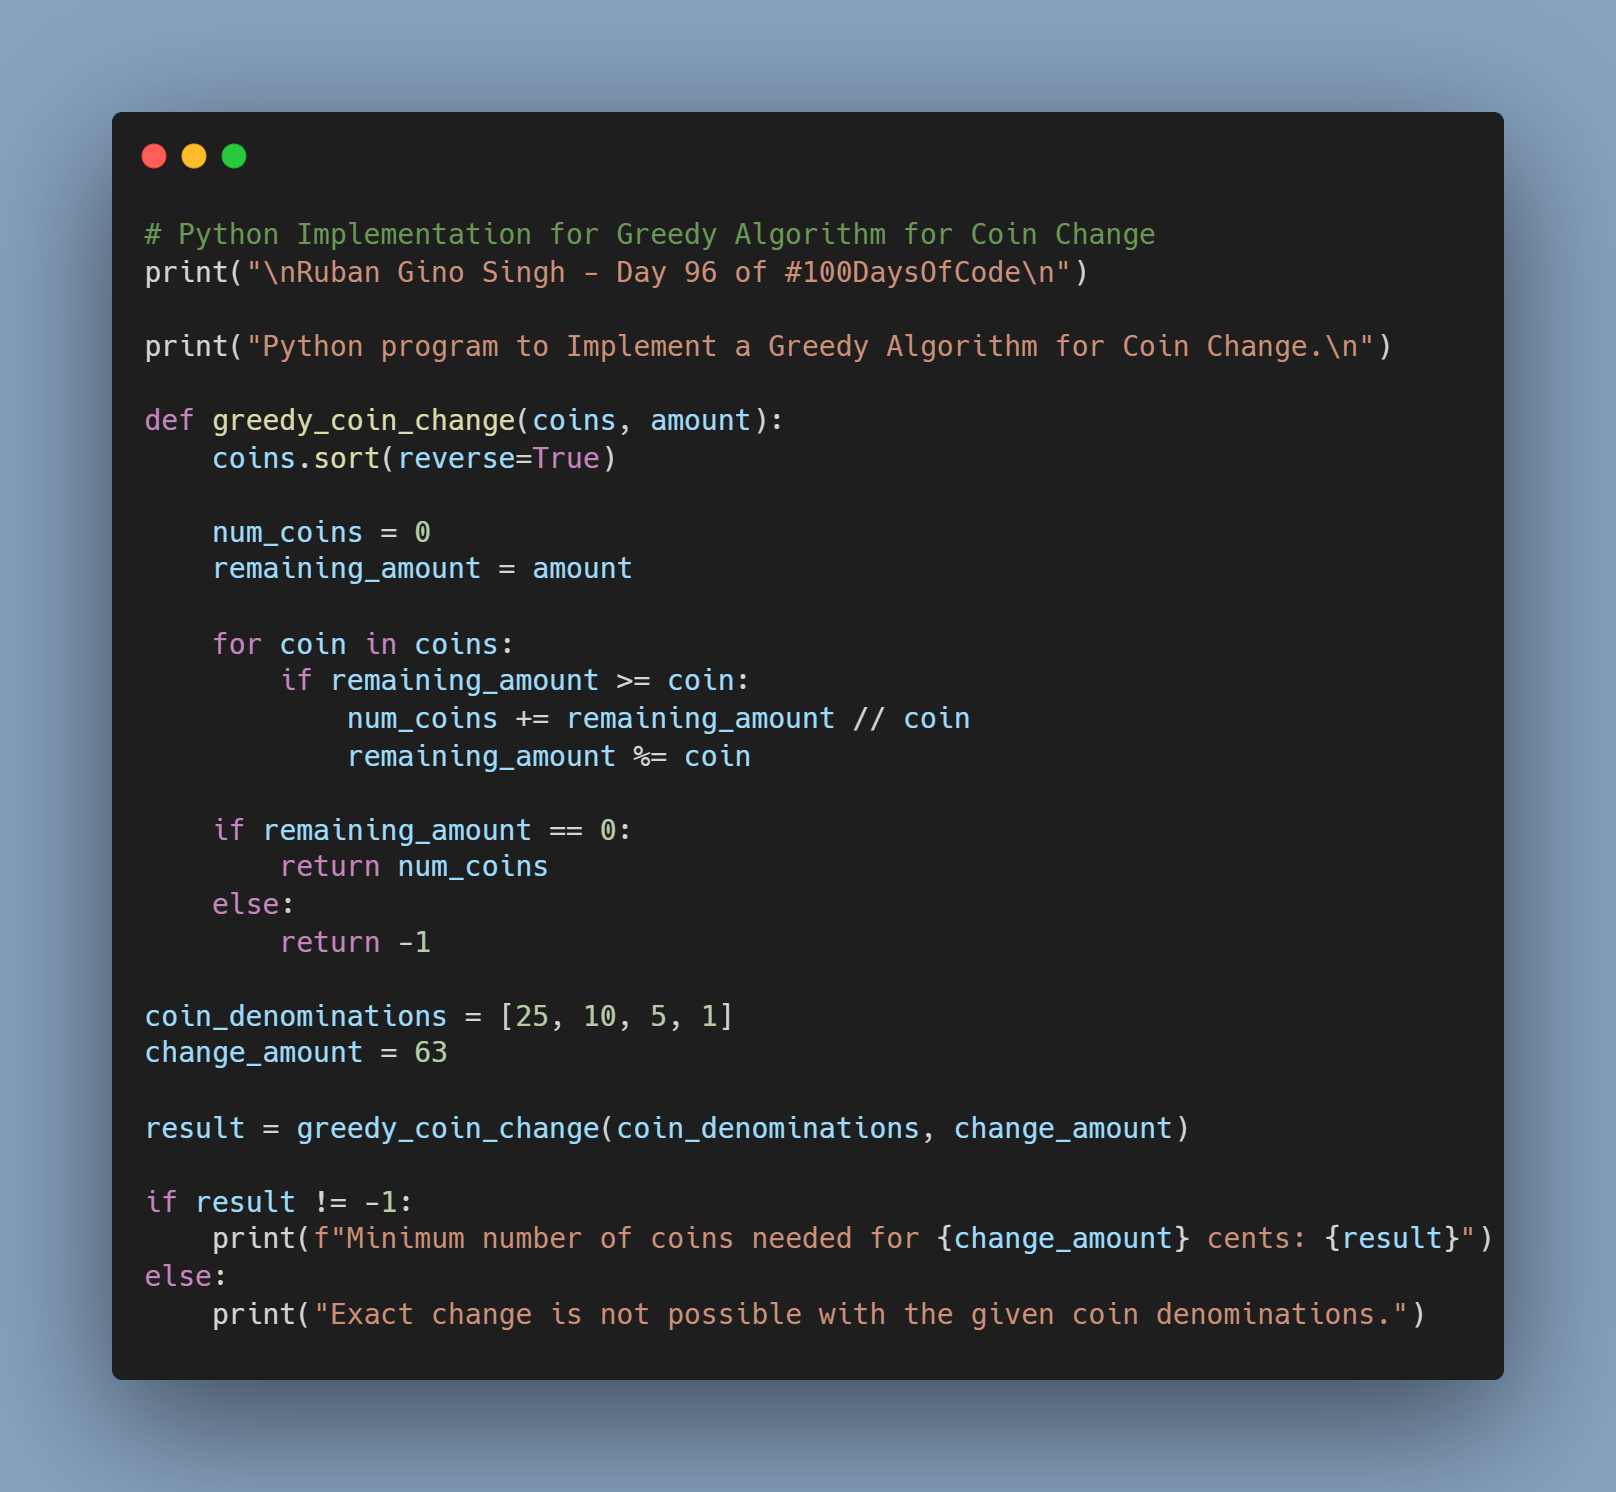 # Python Implementation for Greedy Algorithm for Coin Change
print("\nRuban Gino Singh - Day 96 of #100DaysOfCode\n")

print("Python program to Implement a Greedy Algorithm for Coin Change.\n")

def greedy_coin_change(coins, amount):
    coins.sort(reverse=True)

    num_coins = 0
    remaining_amount = amount

    for coin in coins:
        if remaining_amount >= coin:
            num_coins += remaining_amount // coin
            remaining_amount %= coin

    if remaining_amount == 0:
        return num_coins
    else:
        return -1

coin_denominations = [25, 10, 5, 1]
change_amount = 63

result = greedy_coin_change(coin_denominations, change_amount)

if result != -1:
    print(f"Minimum number of coins needed for {change_amount} cents: {result}")
else:
    print("Exact change is not possible with the given coin denominations.")